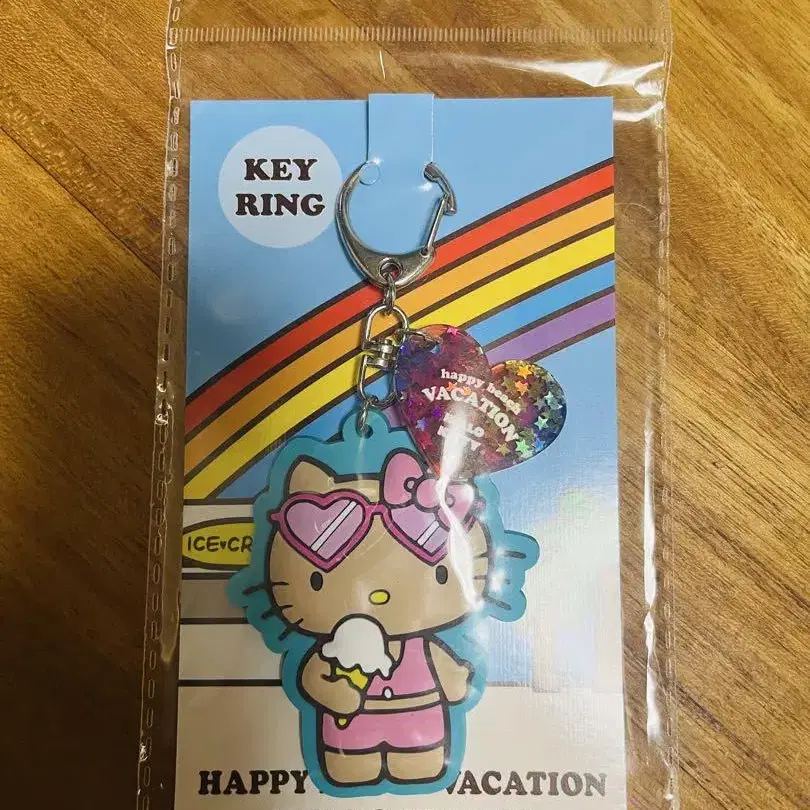 KEY
RING
happy beach
VACATION
ICE♥CR
HAPPY VACATION